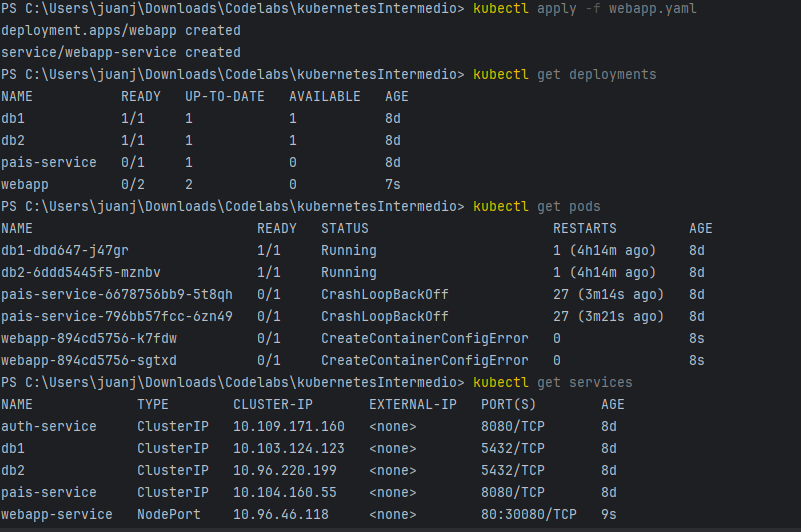 PS C:\Users\juanj\Downloads\Codelabs\kubernetesIntermedio> kubectl apply -f webapp.yaml
deployment.apps/webapp created
service/webapp-service created
PS C:\Users\juanj\Downloads\Codelabs\kubernetesIntermedio> kubectl get deployments
NAME           READY   UP-TO-DATE   AVAILABLE   AGE
db1            1/1     1            1           8d
db2            1/1     1            1           8d
pais-service   0/1     1            0           8d
webapp         0/2     2            0           7s
PS C:\Users\juanj\Downloads\Codelabs\kubernetesIntermedio> kubectl get pods
NAME                            READY   STATUS                       RESTARTS         AGE
db1-dbd647-j47gr                1/1     Running                      1 (4h14m ago)    8d
db2-6ddd5445f5-mznbv            1/1     Running                      1 (4h14m ago)    8d
pais-service-6678756bb9-5t8qh   0/1     CrashLoopBackOff             27 (3m14s ago)   8d
pais-service-796bb57fcc-6zn49   0/1     CrashLoopBackOff             27 (3m21s ago)   8d
webapp-894cd5756-k7fdw          0/1     CreateContainerConfigError   0                8s
webapp-894cd5756-sgtxd          0/1     CreateContainerConfigError   0                8s
PS C:\Users\juanj\Downloads\Codelabs\kubernetesIntermedio> kubectl get services
NAME             TYPE        CLUSTER-IP       EXTERNAL-IP   PORT(S)        AGE
auth-service     ClusterIP   10.109.171.160   <none>        8080/TCP       8d
db1              ClusterIP   10.103.124.123   <none>        5432/TCP       8d
db2              ClusterIP   10.96.220.199    <none>        5432/TCP       8d
pais-service     ClusterIP   10.104.160.55    <none>        8080/TCP       8d
webapp-service   NodePort    10.96.46.118     <none>        80:30080/TCP   9s